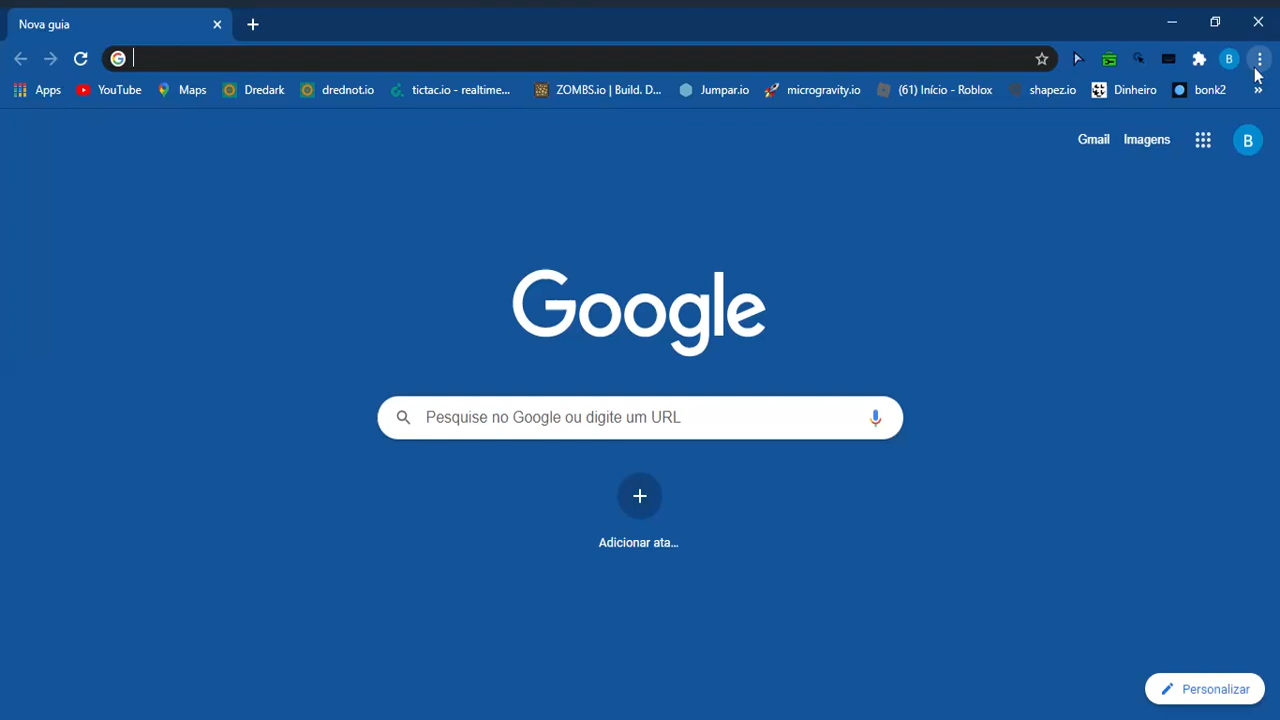 Nova guia
B
Apps YouTube Maps Dredark drednot.io tictac.io - realtime... ZOMBS.io | Build. D... Jumpar.io microgravity.io (61) Início - Roblox shapez.io Dinheiro bonk2 »
Gmail Imagens B
Google
Pesquise no Google ou digite um URL
Adicionar ata...
Personalizar